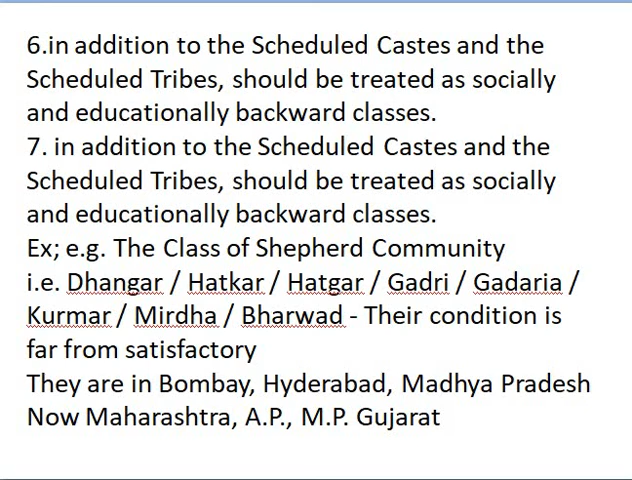 6.in addition to the Scheduled Castes and the
Scheduled Tribes, should be treated as socially
and educationally backward classes.
7. in addition to the Scheduled Castes and the
Scheduled Tribes, should be treated as socially
and educationally backward classes.
Ex; e.g. The Class of Shepherd Community
i.e. Dhangar / Hatkar / Hatgar / Gadri / Gadaria /
Kurmar / Mirdha / Bharwad - Their condition is
far from satisfactory
They are in Bombay, Hyderabad, Madhya Pradesh
Now Maharashtra, A.P., M.P. Gujarat